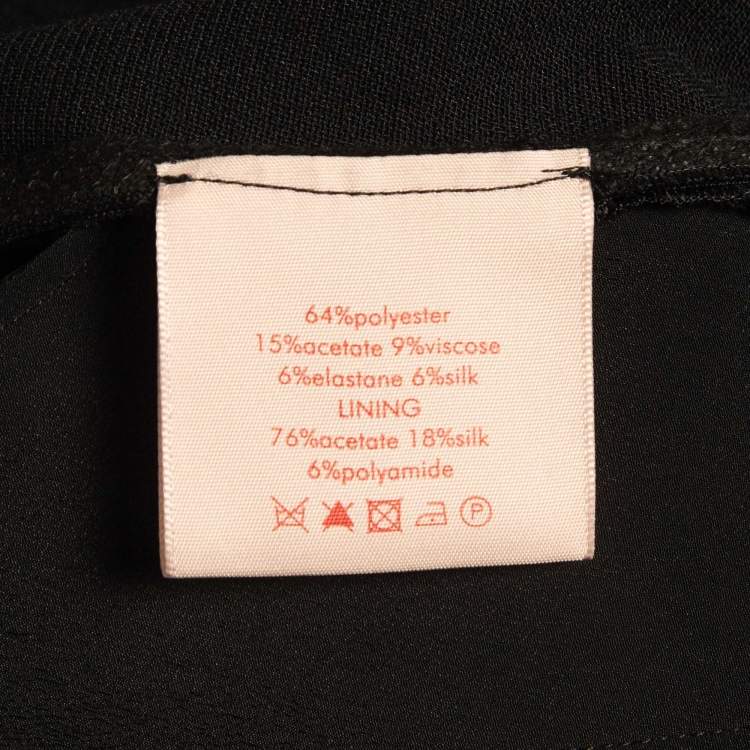 64%polyester
15%acetate 9%viscose
6%elastane 6%silk
LINING
76%acetate 18%silk
6%polyamide
P